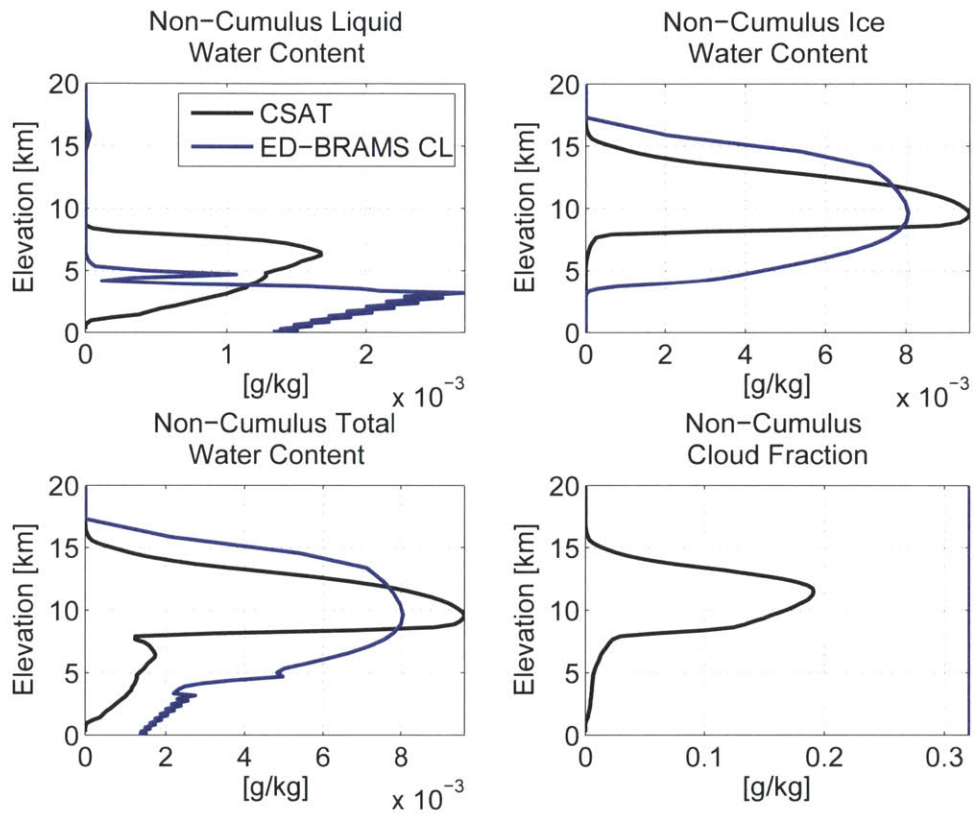 Non−Cumulus Liquid
Water Content
20
15
10
5
0
Elevation [km]
CSAT
ED−BRAMS CL
0 1 2
[g/kg]
x 10⁻³
Non−Cumulus Ice
Water Content
20
15
10
5
0
Elevation [km]
0 2 4 6 8
[g/kg]
x 10⁻³
Non−Cumulus Total
Water Content
20
15
10
5
0
Elevation [km]
0 2 4 6 8
[g/kg]
x 10⁻³
Non−Cumulus
Cloud Fraction
20
15
10
5
0
Elevation [km]
0 0.1 0.2 0.3
[g/kg]